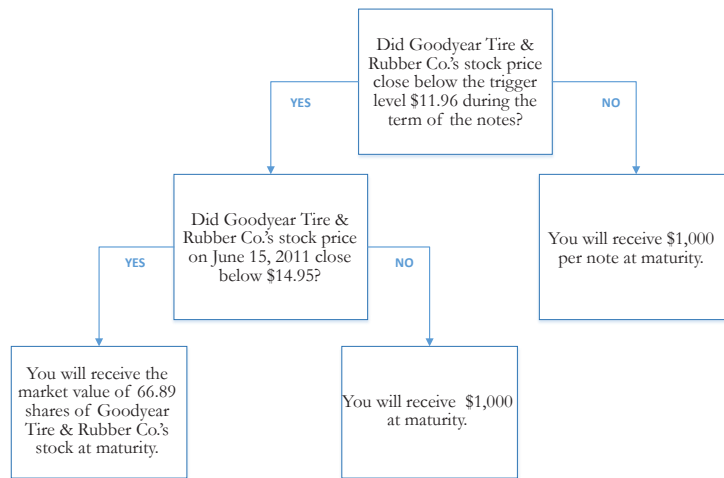 Did Goodyear Tire &
Rubber Co.'s stock price
close below the trigger
level $11.96 during the
term of the notes?
YES
NO
Did Goodyear Tire &
Rubber Co.'s stock price
on June 15, 2011 close
below $14.95?
You will receive $1,000
per note at maturity.
YES
NO
You will receive the
market value of 66.89
shares of Goodyear
Tire & Rubber Co.'s
stock at maturity.
You will receive $1,000
at maturity.